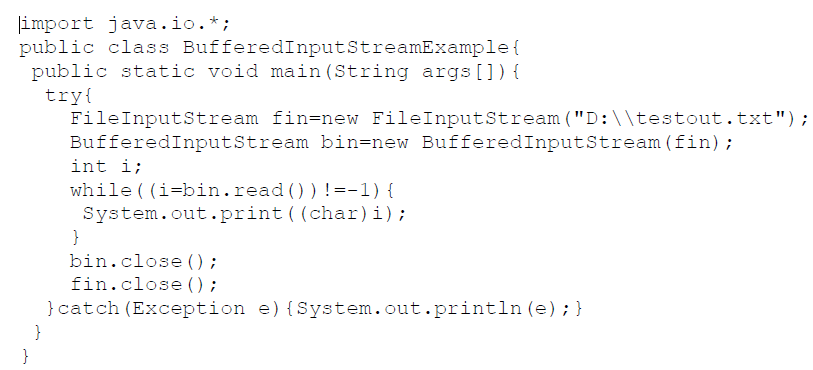 import java.io.*;
public class BufferedInputStreamExample{
 public static void main(String args[]){
  try{
    FileInputStream fin=new FileInputStream("D:\\testout.txt");
    BufferedInputStream bin=new BufferedInputStream(fin);
    int i;
    while((i=bin.read())!=-1){
     System.out.print((char)i);
    }
    bin.close();
    fin.close();
  }catch(Exception e){System.out.println(e);}
 }
}